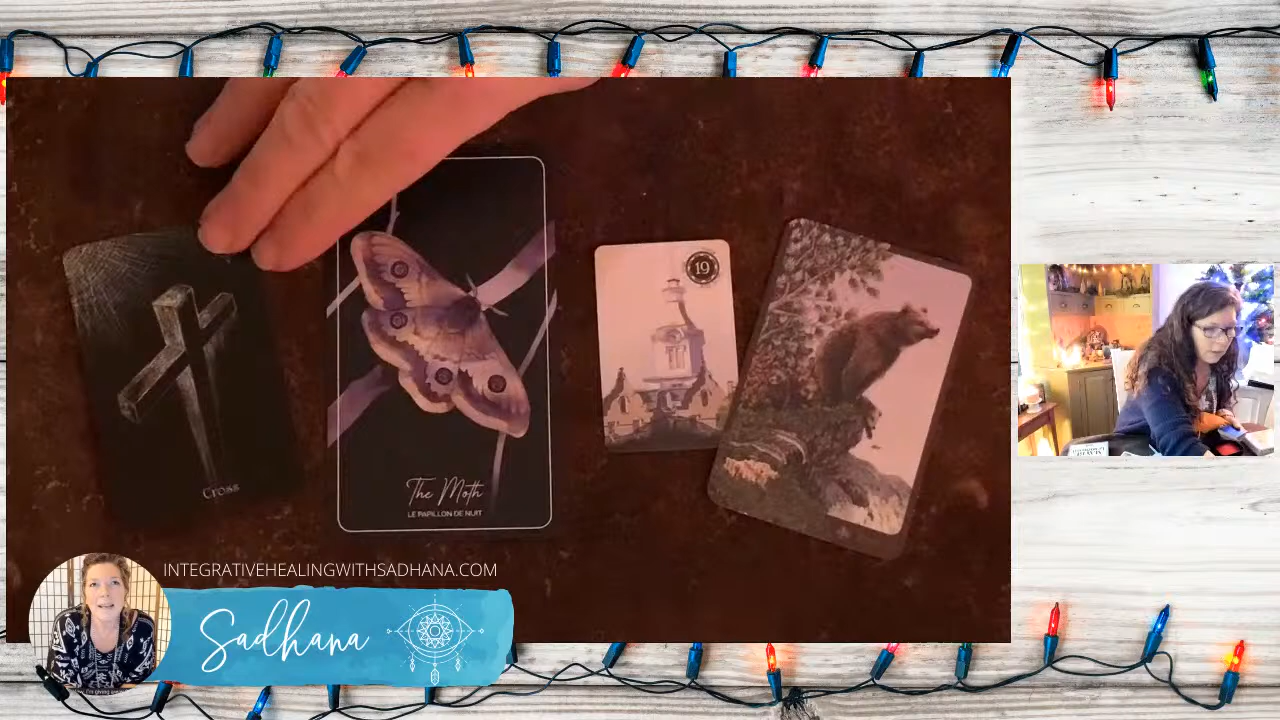 19
Cross
The Moth
LE PAPILLON DE NUIT
INTEGRATIVEHEALINGWITHSADHANA.COM
Sadhana